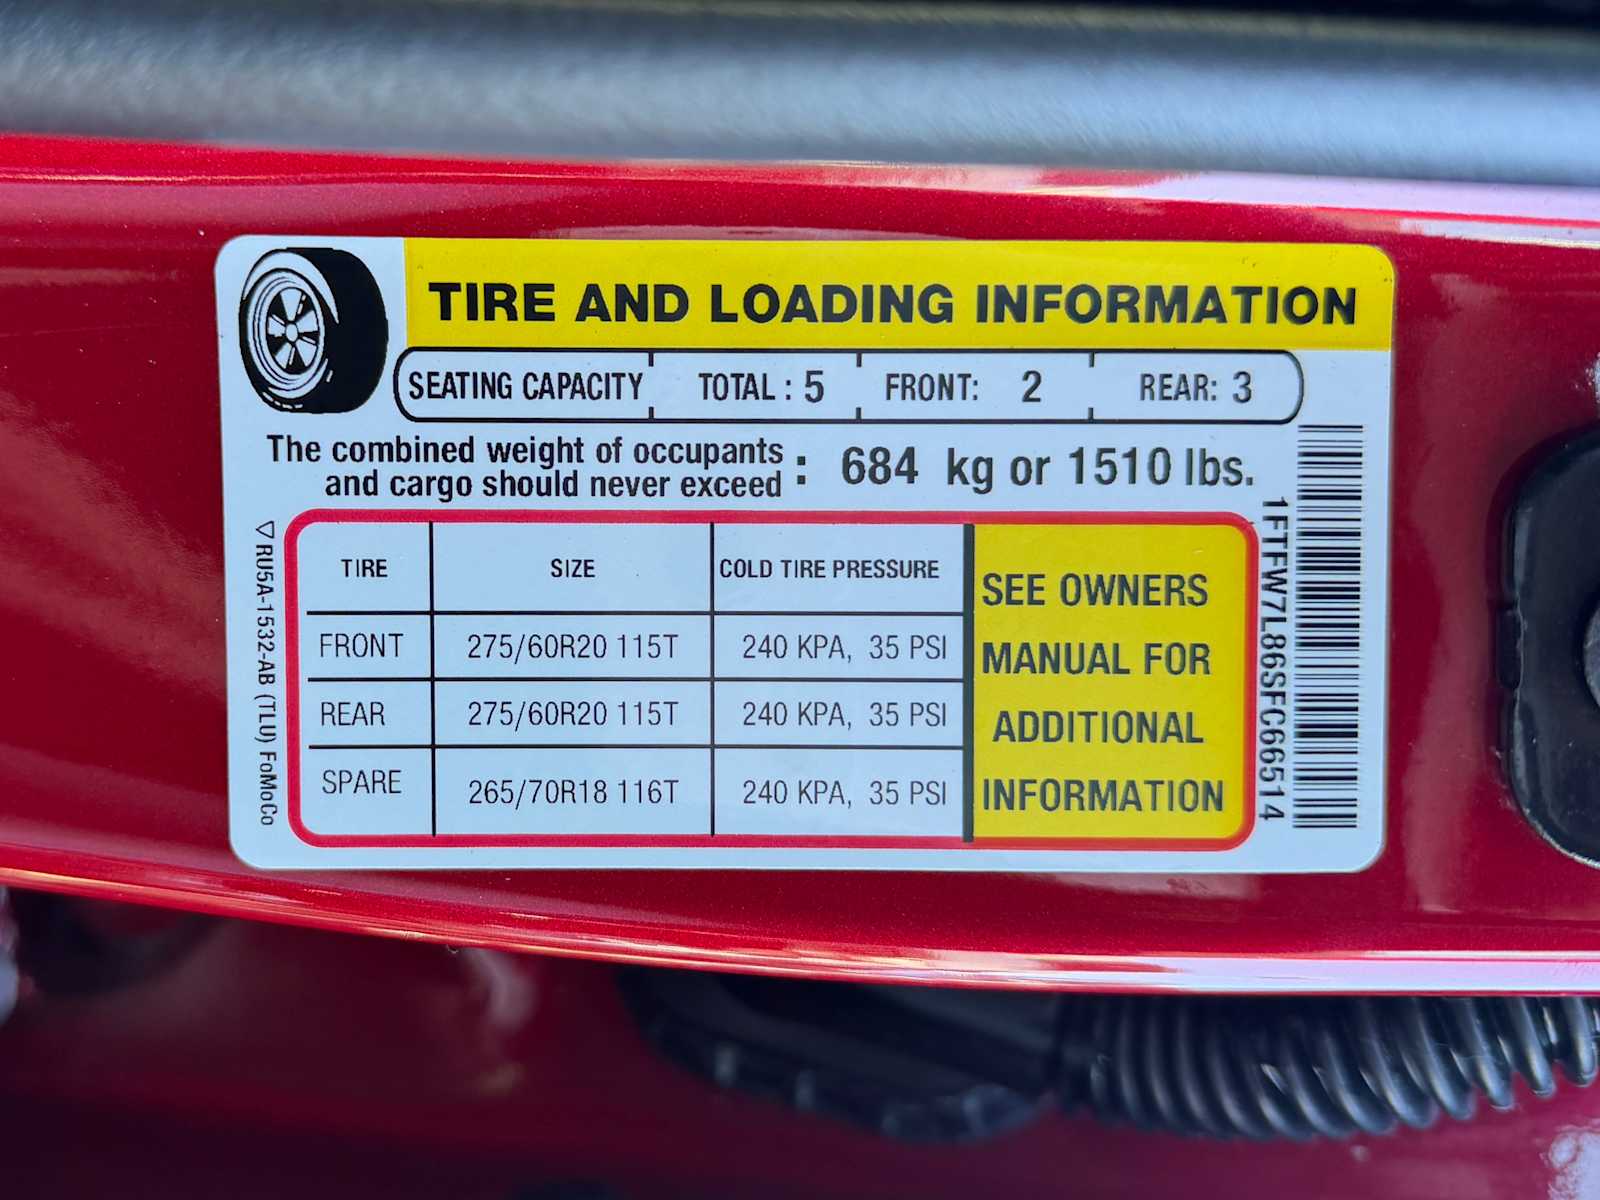 TIRE AND LOADING INFORMATION
SEATING CAPACITY TOTAL : 5 FRONT: 2 REAR: 3
The combined weight of occupants
and cargo should never exceed : 684 kg or 1510 lbs.
TIRE SIZE COLD TIRE PRESSURE
FRONT 275/60R20 115T 240 KPA, 35 PSI
REAR 275/60R20 115T 240 KPA, 35 PSI
SPARE 265/70R18 116T 240 KPA, 35 PSI
SEE OWNERS
MANUAL FOR
ADDITIONAL
INFORMATION
1FTFW7L86SFC66514
RU5A-1532-AB (TLU) FoMoCo